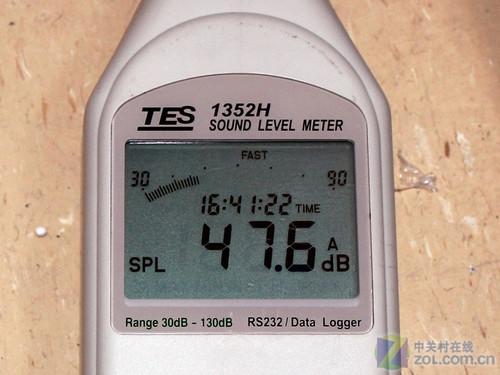 TES 1352H
SOUND LEVEL METER
FAST
30 90
16:41:22 TIME
SPL 47.6 A dB
Range 30dB - 130dB RS232 / Data Logger
中关村在线
ZOL.COM.CN